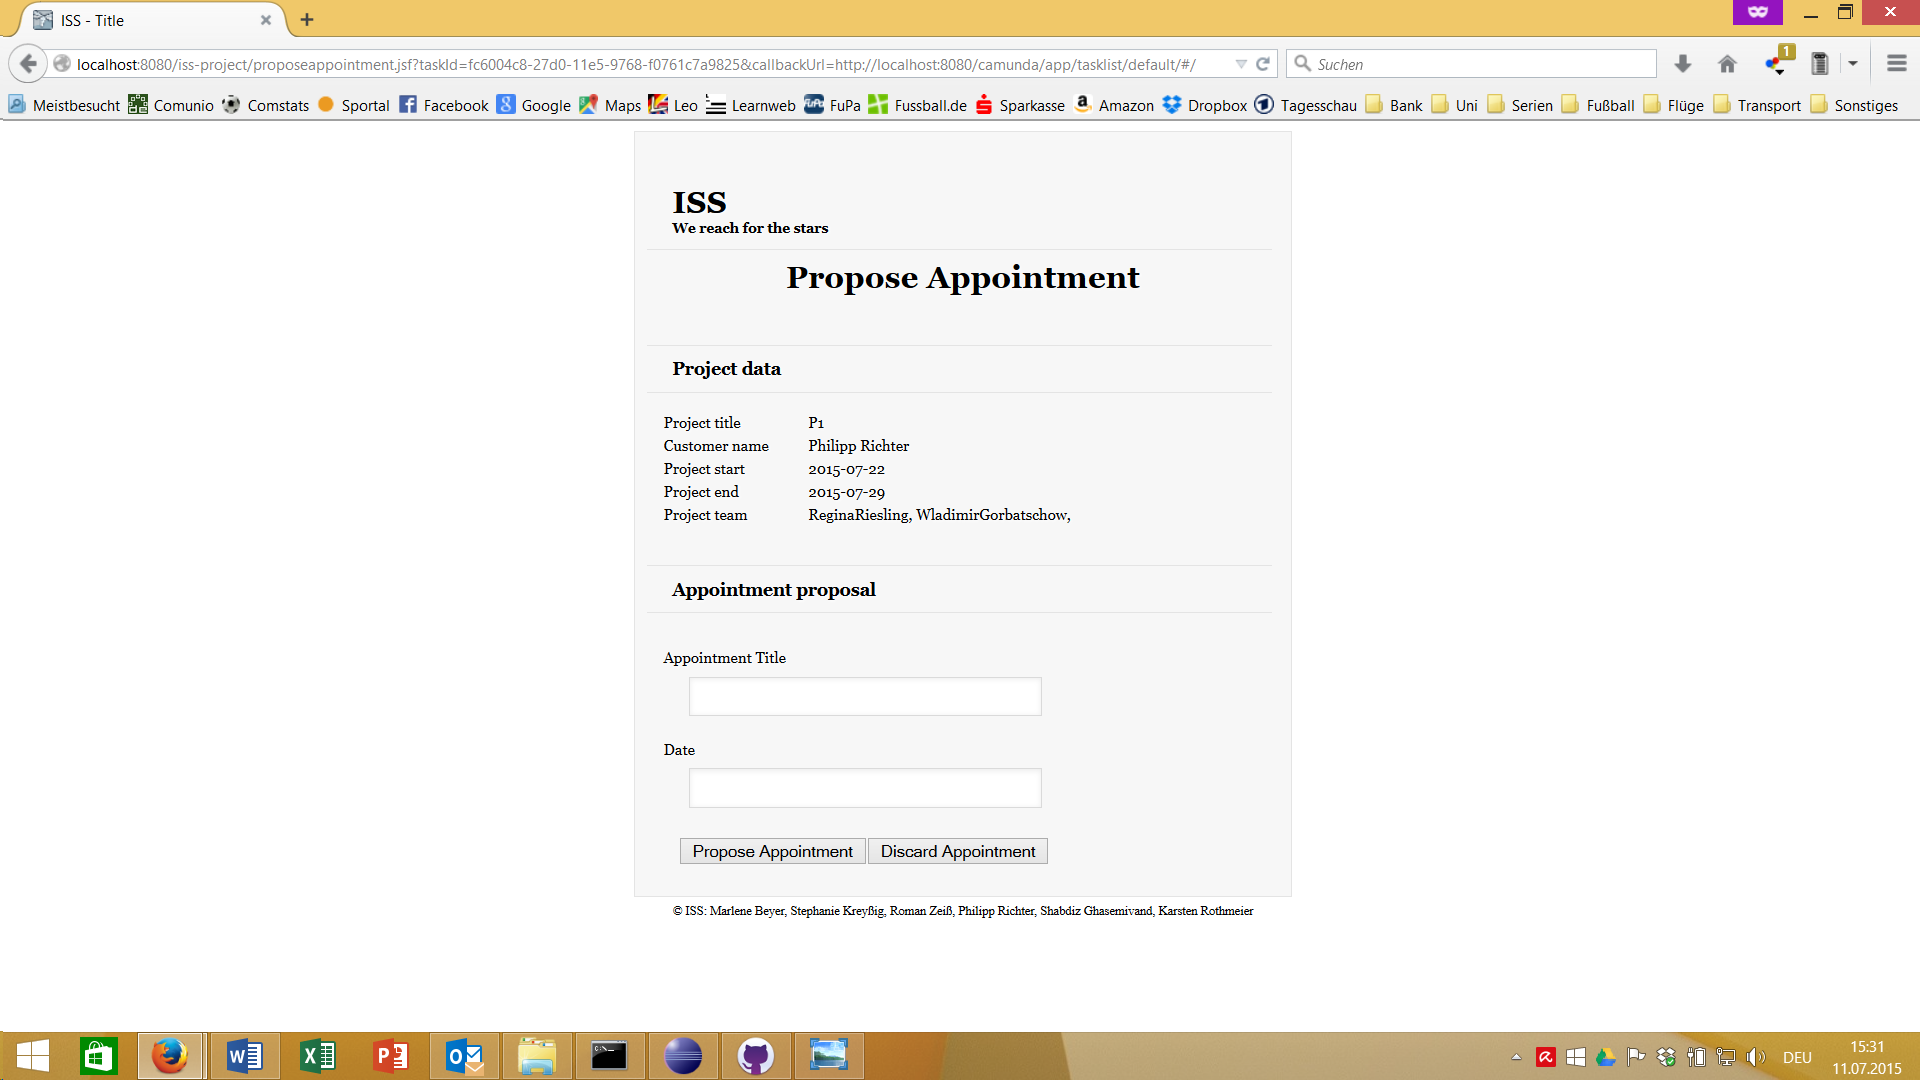 ISS - Title
localhost:8080/iss-project/proposeappointment.jsf?taskId=fc6004c8-27d0-11e5-9768-f0761c7a9825&callbackUrl=http://localhost:8080/camunda/app/tasklist/default/#/
Suchen
1
Meistbesucht Comunio Comstats Sportal Facebook Google Maps Leo Learnweb FuPa Fussball.de Sparkasse Amazon Dropbox Tagesschau Bank Uni Serien Fußball Flüge Transport Sonstiges
ISS
We reach for the stars
Propose Appointment
Project data
Project title P1
Customer name Philipp Richter
Project start 2015-07-22
Project end 2015-07-29
Project team ReginaRiesling, WladimirGorbatschow,
Appointment proposal
Appointment Title
Date
Propose Appointment Discard Appointment
© ISS: Marlene Beyer, Stephanie Kreyßig, Roman Zeiß, Philipp Richter, Shabdiz Ghasemivand, Karsten Rothmeier
DEU
15:31
11.07.2015